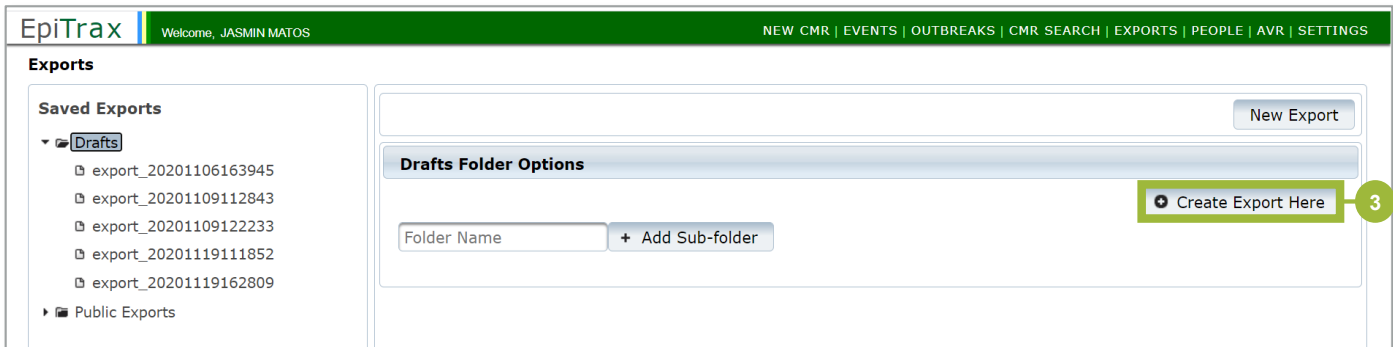 EpiTrax Welcome, JASMIN MATOS NEW CMR | EVENTS | OUTBREAKS | CMR SEARCH | EXPORTS | PEOPLE | AVR | SETTINGS
Exports
Saved Exports
Drafts
export_20201106163945
export_20201109112843
export_20201109122233
export_20201119111852
export_20201119162809
Public Exports
New Export
Drafts Folder Options
Create Export Here 3
Folder Name + Add Sub-folder